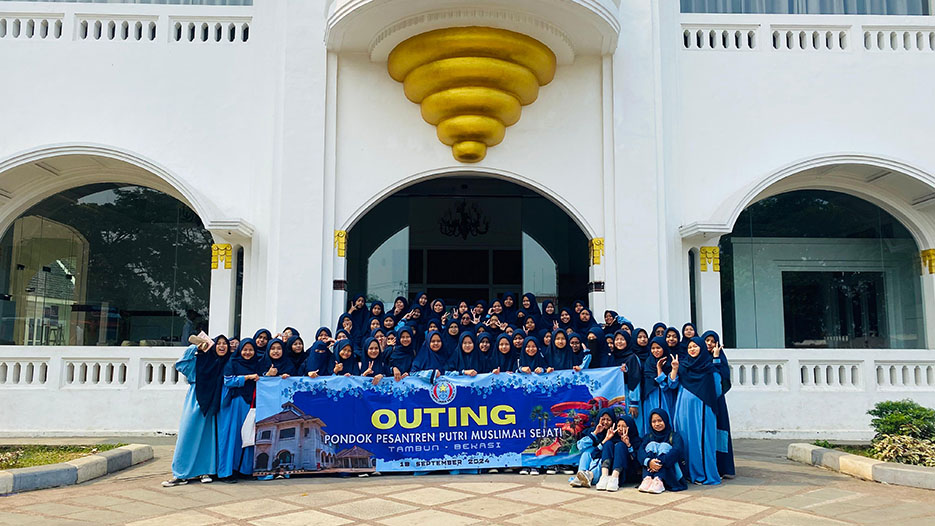 OUTING
PONDOK PESANTREN PUTRI MUSLIMAH SEJATI
TAMBUN - BEKASI
18 SEPTEMBER 2024